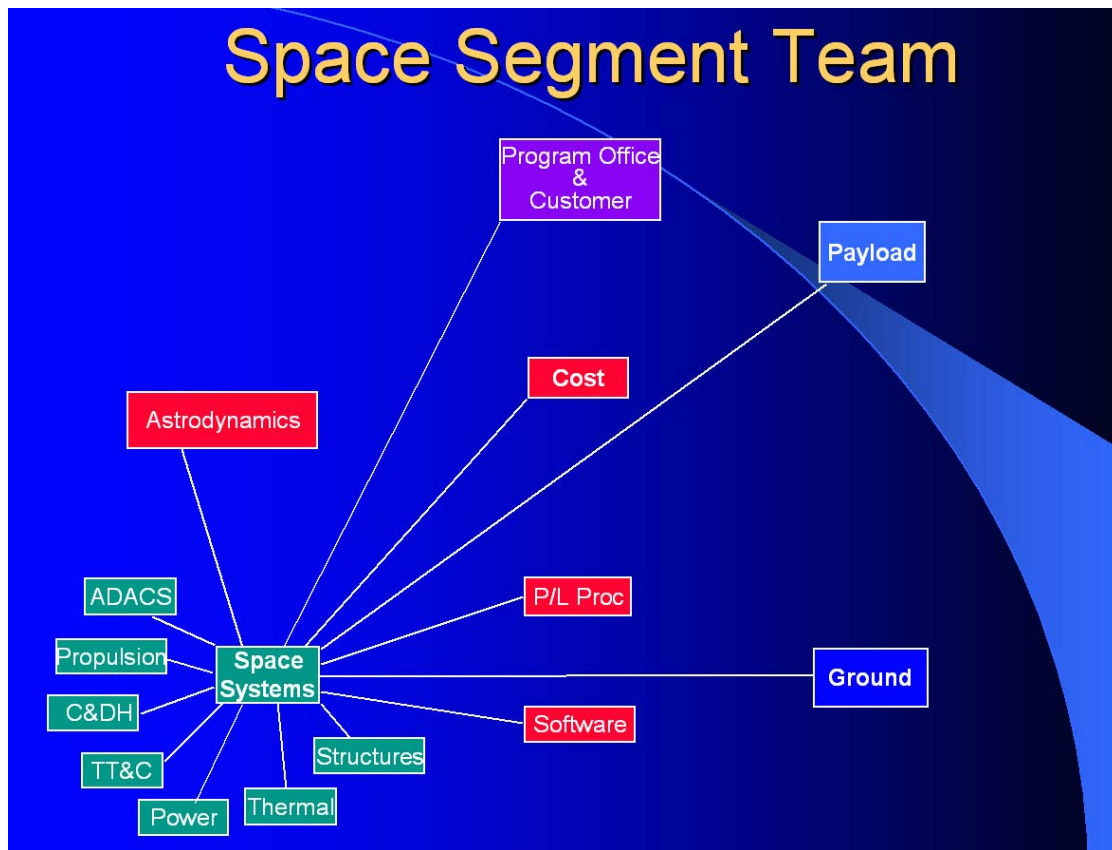 Space Segment Team
Program Office
&
Customer
Payload
Cost
Astrodynamics
ADACS
P/L Proc
Propulsion
Space
Systems
Ground
C&DH
Software
Structures
TT&C
Thermal
Power